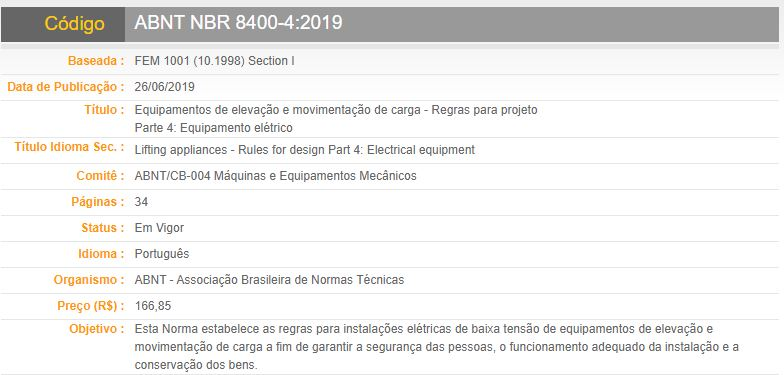 Código ABNT NBR 8400-4:2019
Baseada : FEM 1001 (10.1998) Section I
Data de Publicação : 26/06/2019
Título : Equipamentos de elevação e movimentação de carga - Regras para projeto
Parte 4: Equipamento elétrico
Título Idioma Sec. : Lifting appliances - Rules for design Part 4: Electrical equipment
Comitê : ABNT/CB-004 Máquinas e Equipamentos Mecânicos
Páginas : 34
Status : Em Vigor
Idioma : Português
Organismo : ABNT - Associação Brasileira de Normas Técnicas
Preço (R$) : 166,85
Objetivo : Esta Norma estabelece as regras para instalações elétricas de baixa tensão de equipamentos de elevação e
movimentação de carga a fim de garantir a segurança das pessoas, o funcionamento adequado da instalação e a
conservação dos bens.